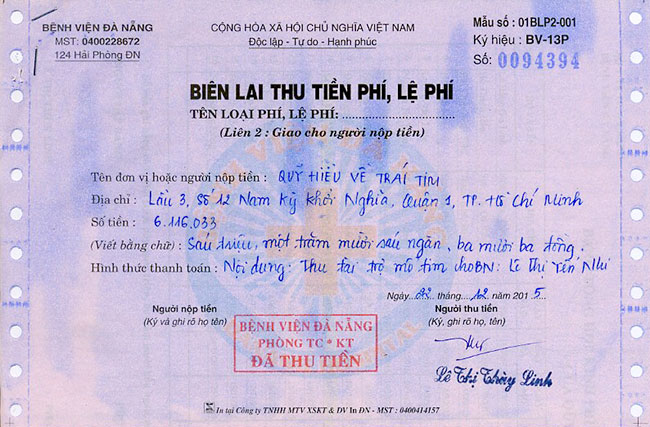 BỆNH VIỆN ĐÀ NẴNG
MST: 0400228672
124 Hải Phòng ĐN
CỘNG HÒA XÃ HỘI CHỦ NGHĨA VIỆT NAM
Độc lập - Tự do - Hạnh phúc
Mẫu số : 01BLP2-001
Ký hiệu : BV-13P
Số: 0094394
BIÊN LAI THU TIỀN PHÍ, LỆ PHÍ
TÊN LOẠI PHÍ, LỆ PHÍ: ....................................
(Liên 2 : Giao cho người nộp tiền)
Tên đơn vị hoặc người nộp tiền : QUỸ HIỂU VỀ TRÁI TIM
Địa chỉ : Lầu 3, Số 12 Nam Kỳ Khởi Nghĩa, Quận 1, TP. Hồ Chí Minh
Số tiền : 6.116.033
(Viết bằng chữ) : Sáu triệu, một trăm mười sáu ngàn, ba mươi ba đồng.
Hình thức thanh toán : Nội dung: Thu tài trợ mổ tim cho BN: Lê Thị Yến Nhi
Ngày 22 tháng 12 năm 2015
Người nộp tiền
(Ký và ghi rõ họ tên)
Người thu tiền
(Ký, ghi rõ họ, tên)
BỆNH VIỆN ĐÀ NẴNG
PHÒNG TC * KT
ĐÃ THU TIỀN
Lê Thị Thùy Linh
In tại Công ty TNHH MTV XSKT & DV In ĐN - MST : 0400414157